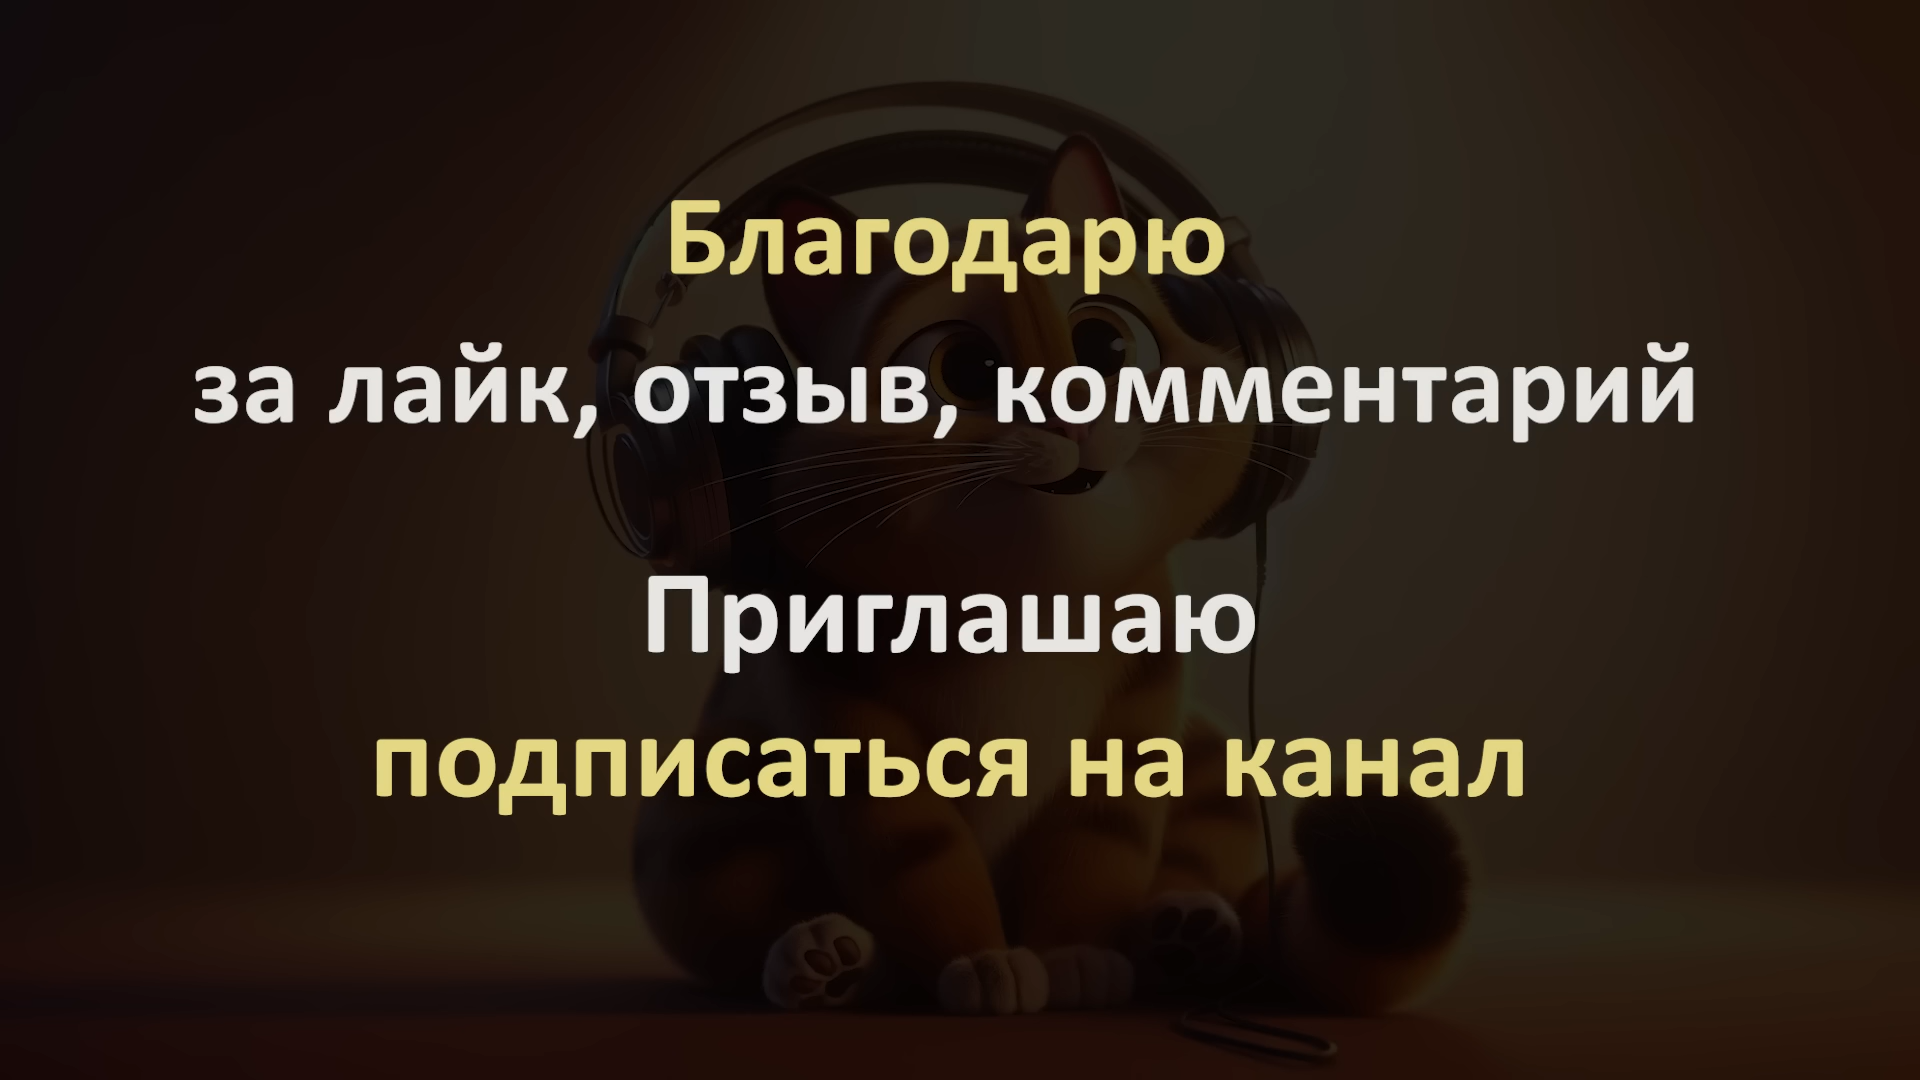 Благодарю
за лайк, отзыв, комментарий
Приглашаю
подписаться на канал